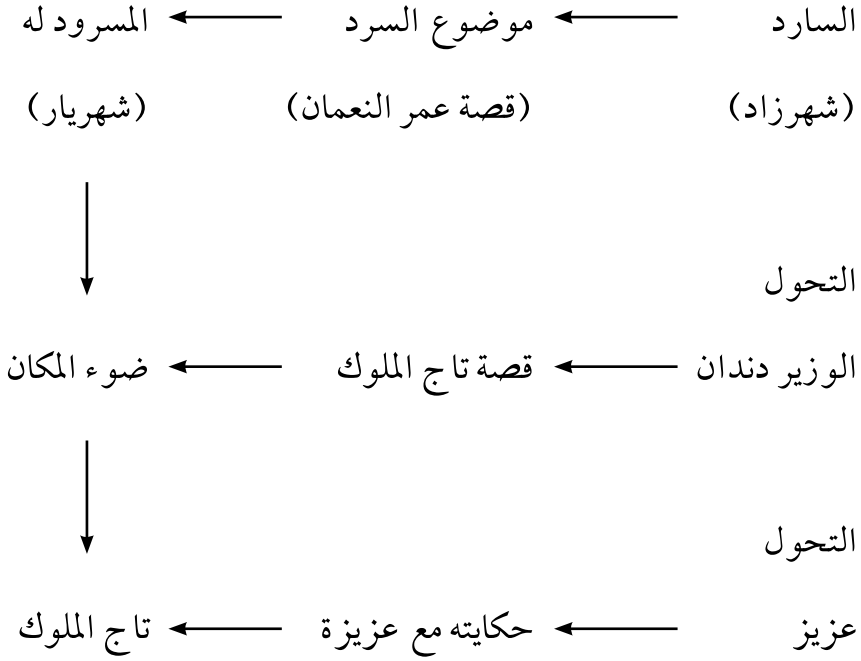 السارد موضوع السرد المسرود له
(شهرزاد) (قصة عمر النعمان) (شهريار)
التحول
الوزير دندان قصة تاج الملوك ضوء المكان
التحول
عزيز حكايته مع عزيزة تاج الملوك